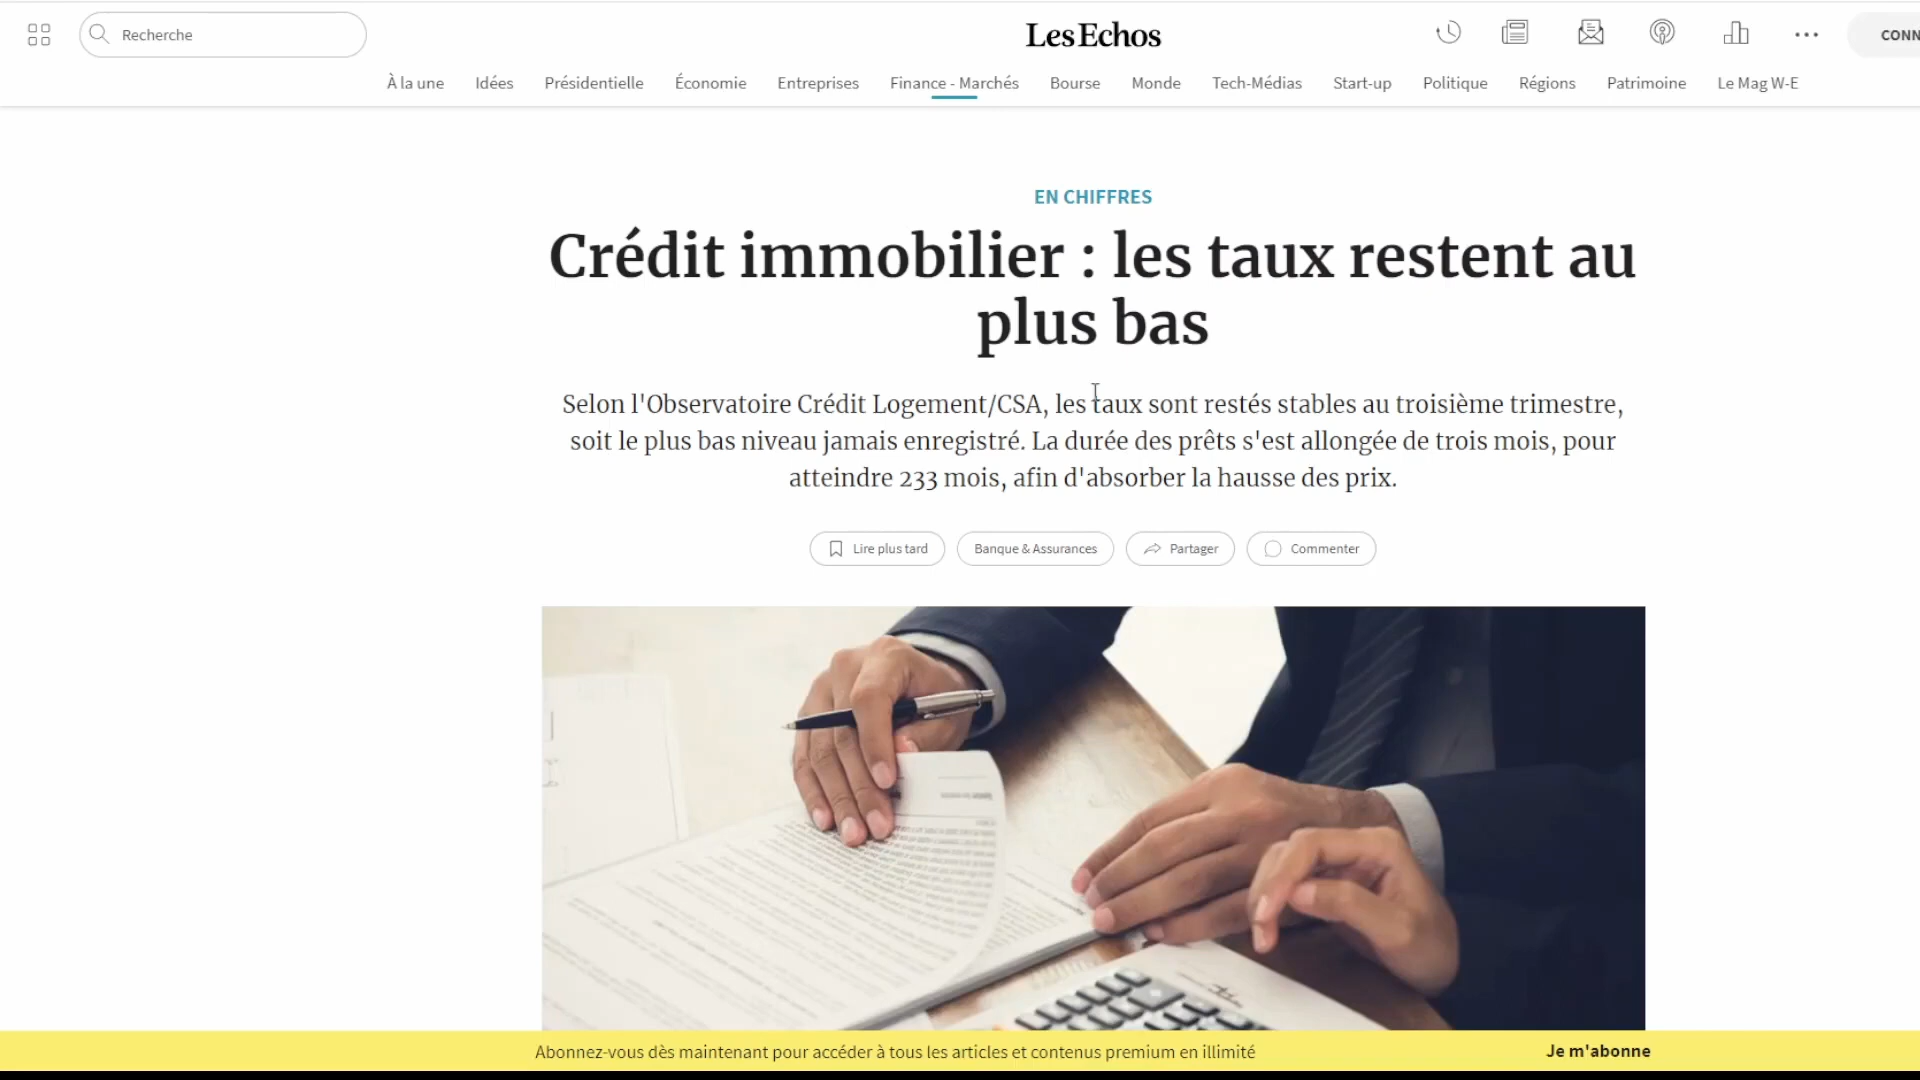 Recherche
Les Echos
CONN
À la une Idées Présidentielle Économie Entreprises Finance - Marchés Bourse Monde Tech-Médias Start-up Politique Régions Patrimoine Le Mag W-E
EN CHIFFRES
Crédit immobilier : les taux restent au
plus bas
Selon l'Observatoire Crédit Logement/CSA, les taux sont restés stables au troisième trimestre,
soit le plus bas niveau jamais enregistré. La durée des prêts s'est allongée de trois mois, pour
atteindre 233 mois, afin d'absorber la hausse des prix.
Lire plus tard Banque & Assurances Partager Commenter
Abonnez-vous dès maintenant pour accéder à tous les articles et contenus premium en illimité Je m'abonne